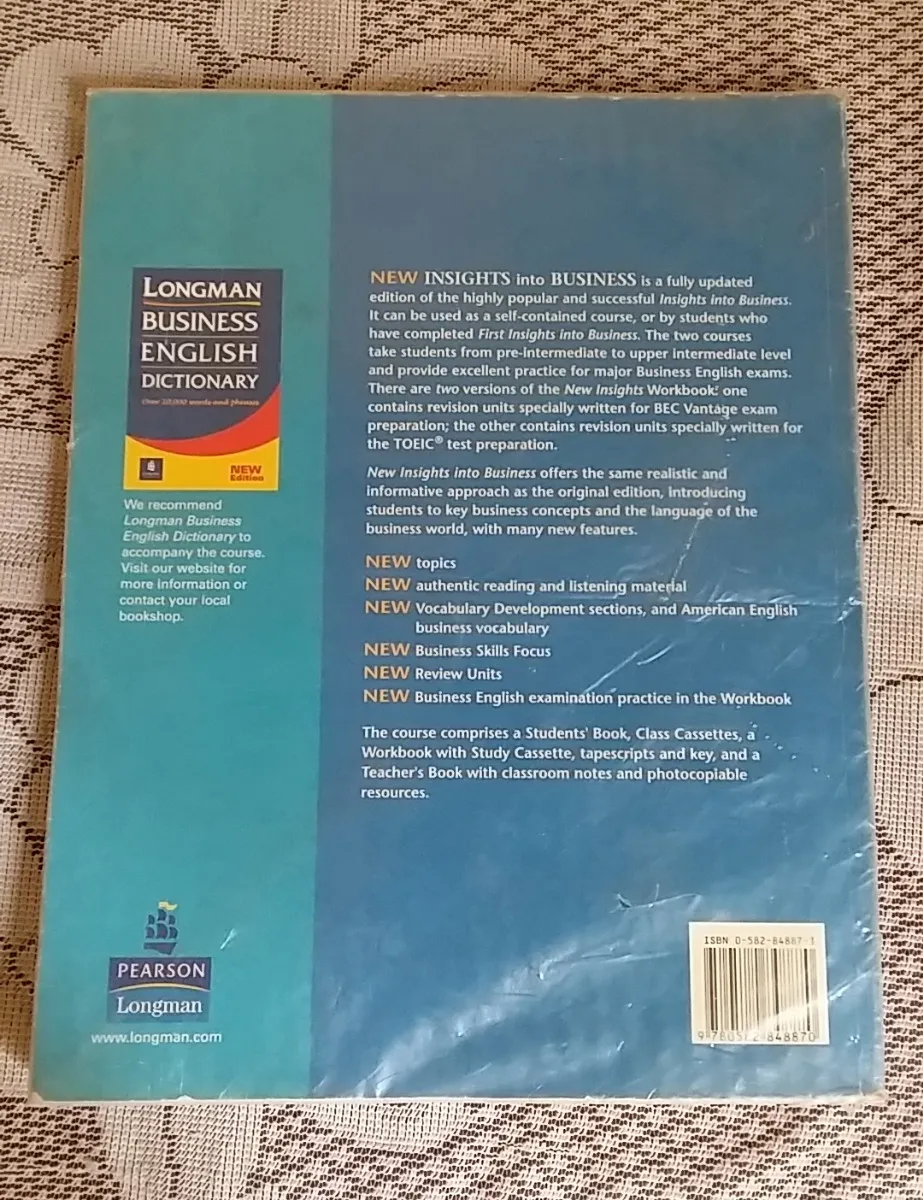 LONGMAN
BUSINESS
ENGLISH
DICTIONARY
Over 20,000 words and phrases
NEW
Edition
We recommend
Longman Business
English Dictionary to
accompany the course.
Visit our website for
more information or
contact your local
bookshop.
PEARSON
Longman
www.longman.com
NEW INSIGHTS into BUSINESS is a fully updated
edition of the highly popular and successful Insights into Business.
It can be used as a self-contained course, or by students who
have completed First Insights into Business. The two courses
take students from pre-intermediate to upper intermediate level
and provide excellent practice for major Business English exams.
There are two versions of the New Insights Workbook: one
contains revision units specially written for BEC Vantage exam
preparation; the other contains revision units specially written for
the TOEIC® test preparation.
New Insights into Business offers the same realistic and
informative approach as the original edition, introducing
students to key business concepts and the language of the
business world, with many new features.
NEW topics
NEW authentic reading and listening material
NEW Vocabulary Development sections, and American English
business vocabulary
NEW Business Skills Focus
NEW Review Units
NEW Business English examination practice in the Workbook
The course comprises a Students' Book, Class Cassettes, a
Workbook with Study Cassette, tapescripts and key, and a
Teacher's Book with classroom notes and photocopiable
resources.
ISBN 0-582-84887-1
9 780582 848870